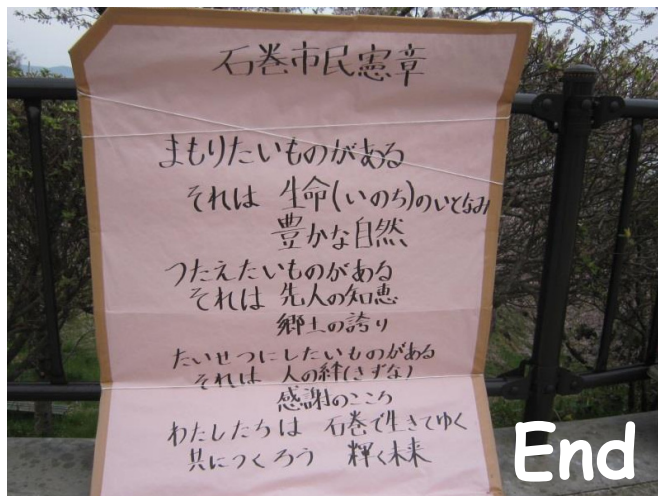 石巻市民憲章
まもりたいものがある
それは 生命(いのち)のいとなみ
豊かな自然
つたえたいものがある
それは 先人の知恵
郷土の誇り
たいせつにしたいものがある
それは 人の絆(きずな)
感謝のこころ
わたしたちは 石巻で生きてゆく
共につくろう 輝く未来
End